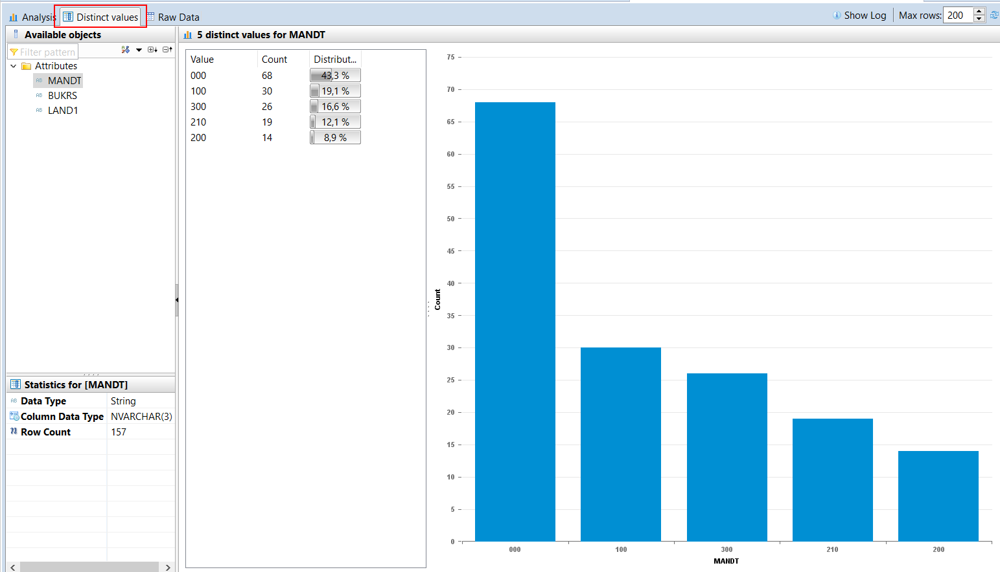 Analysis Distinct values Raw Data Show Log Max rows: 200
Available objects
Filter pattern
Attributes
MANDT
BUKRS
LAND1
Statistics for [MANDT]
Data Type String
Column Data Type NVARCHAR(3)
Row Count 157
5 distinct values for MANDT
Value Count Distribut...
000 68 43,3 %
100 30 19,1 %
300 26 16,6 %
210 19 12,1 %
200 14 8,9 %
Count
75
70
65
60
55
50
45
40
35
30
25
20
15
10
5
0
000 100 300 210 200
MANDT